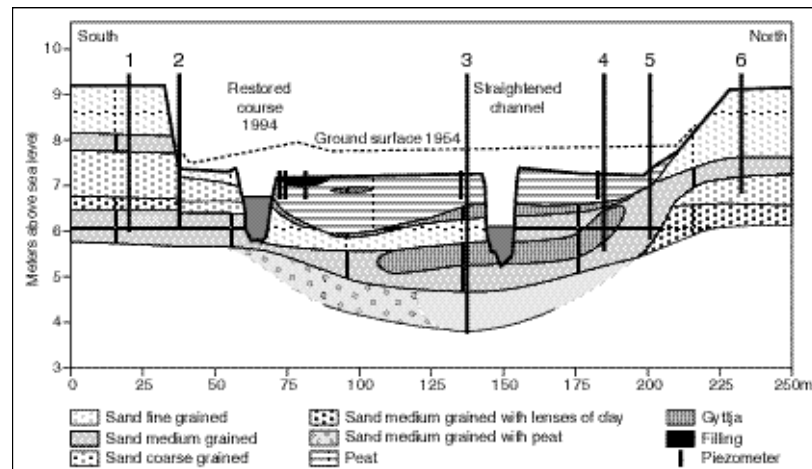 South
North
1 2 3 4 5 6
Restored
course
1994
Straightened
channel
Ground surface 1954
Meters above sea level
10
9
8
7
6
5
4
3
0 25 50 75 100 125 150 175 200 225 250m
Sand fine grained
Sand medium grained
Sand coarse grained
Sand medium grained with lenses of clay
Sand medium grained with peat
Peat
Gyttja
Filling
Piezometer